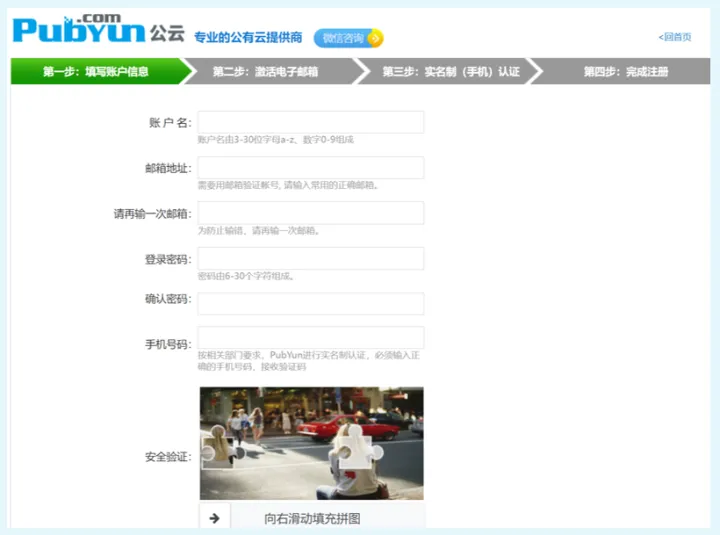 .com
PubYun 公云 专业的公有云提供商 微信咨询 <回首页
第一步：填写账户信息 第二步：激活电子邮箱 第三步：实名制（手机）认证 第四步：完成注册
账 户 名：
账户名由3-30位字母a-z、数字0-9组成
邮箱地址：
需要用邮箱验证帐号, 请输入常用的正确邮箱。
请再输一次邮箱：
为防止输错，请再输一次邮箱。
登录密码：
密码由6-30个字符组成。
确认密码：
手机号码：
按相关部门要求，PubYun进行实名制认证，必须输入正
确的手机号码，接收验证码
安全验证：
向右滑动填充拼图